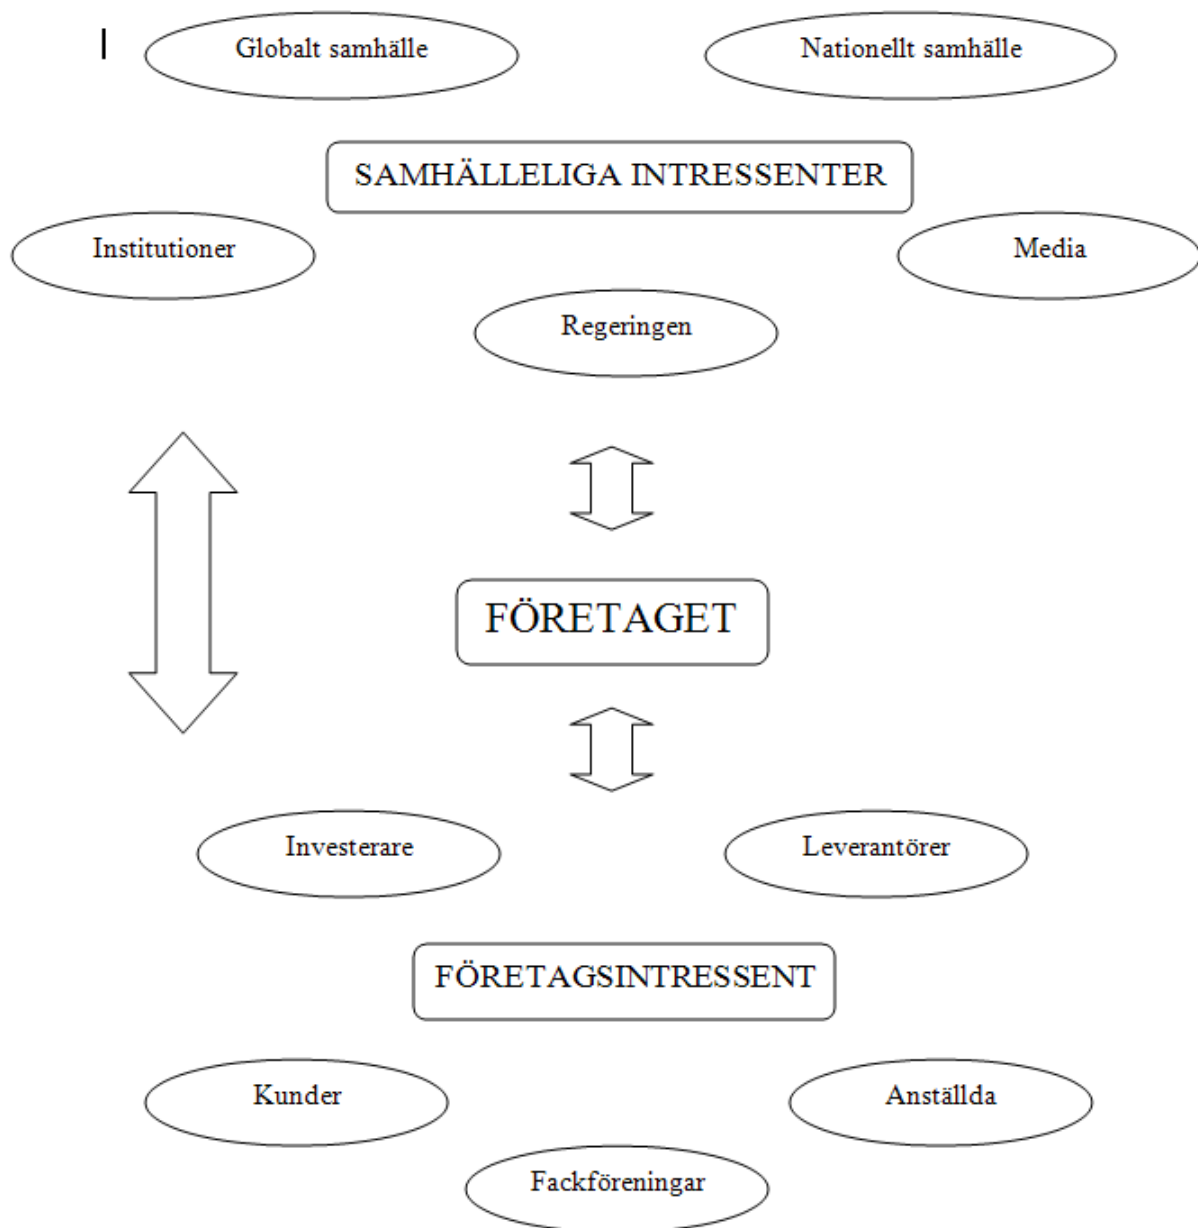 Globalt samhälle
Nationellt samhälle
SAMHÄLLELIGA INTRESSENTER
Institutioner
Media
Regeringen
FÖRETAGET
Investerare
Leverantörer
FÖRETAGSINTRESSENT
Kunder
Anställda
Fackföreningar